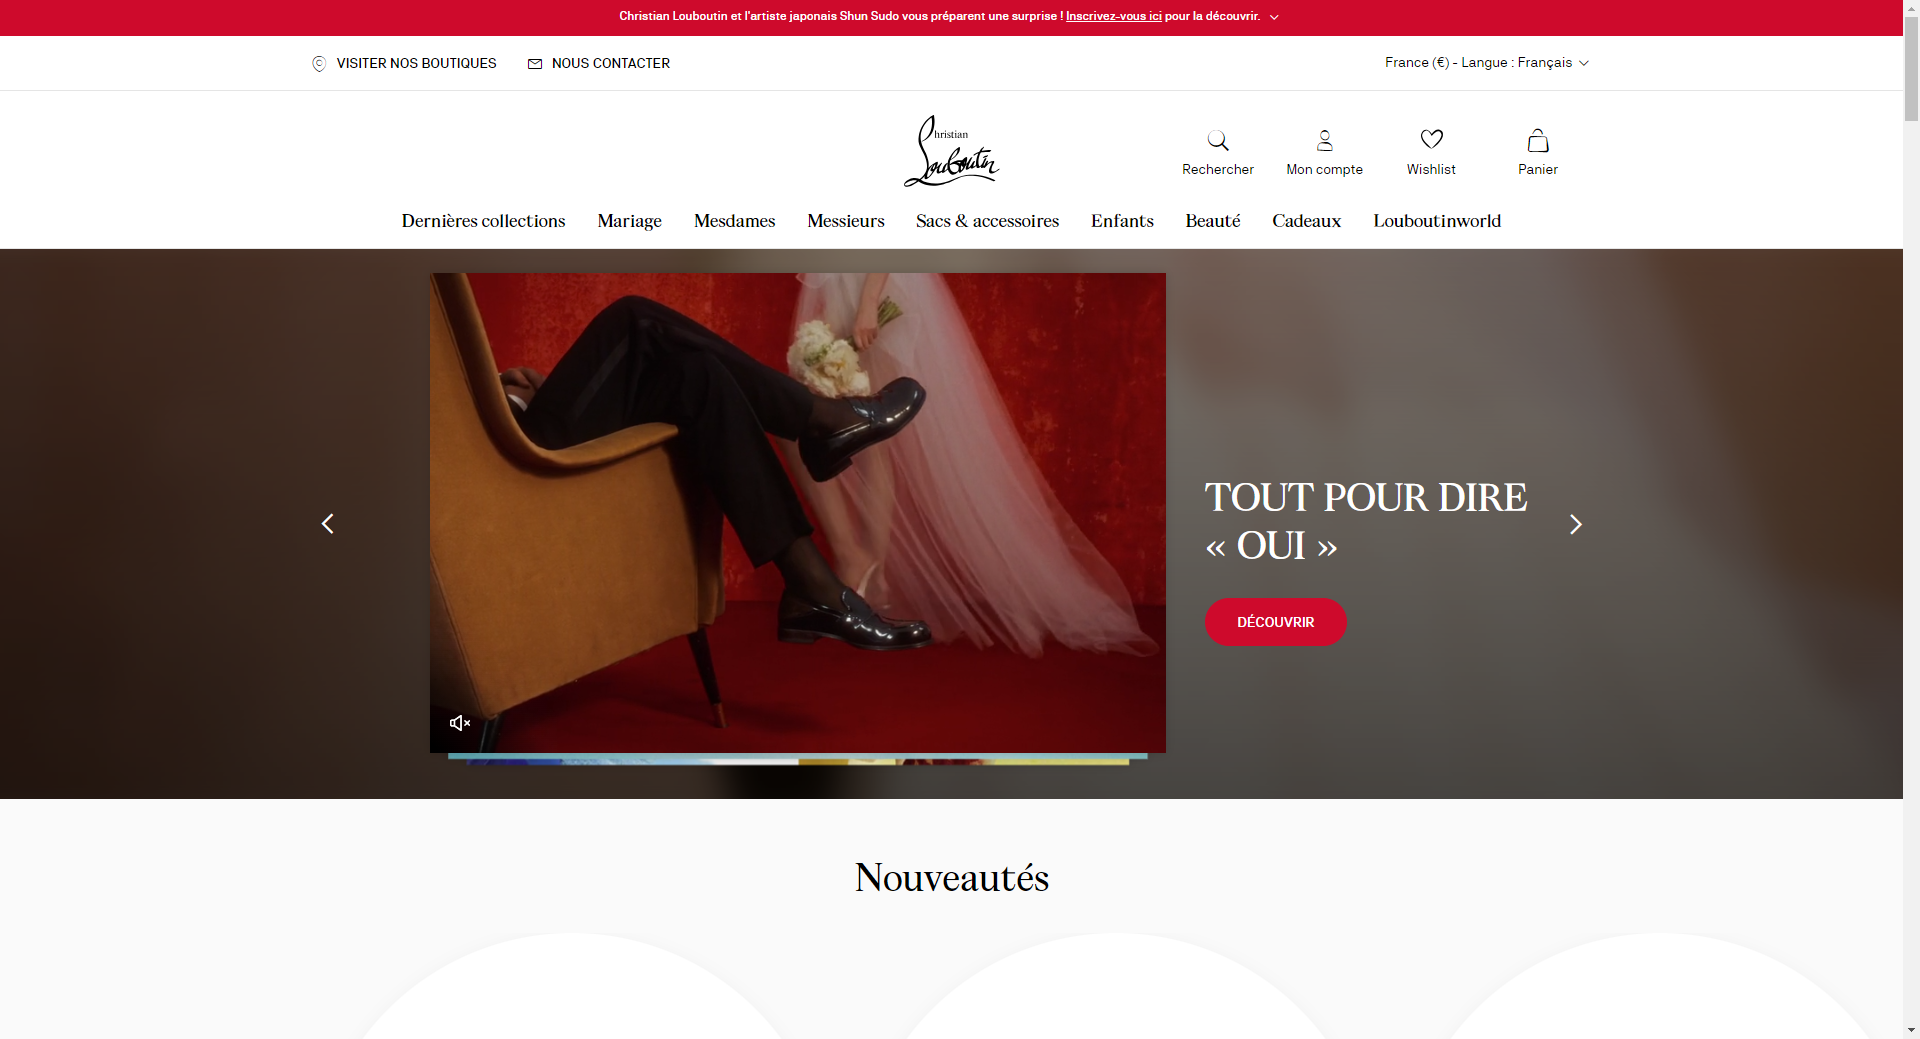 Christian Louboutin et l'artiste japonais Shun Sudo vous préparent une surprise ! Inscrivez-vous ici pour la découvrir.
VISITER NOS BOUTIQUES
NOUS CONTACTER
France (€) - Langue : Français
Christian
Louboutin
Rechercher
Mon compte
Wishlist
Panier
Dernières collections
Mariage
Mesdames
Messieurs
Sacs & accessoires
Enfants
Beauté
Cadeaux
Louboutinworld
TOUT POUR DIRE
« OUI »
DÉCOUVRIR
Nouveautés